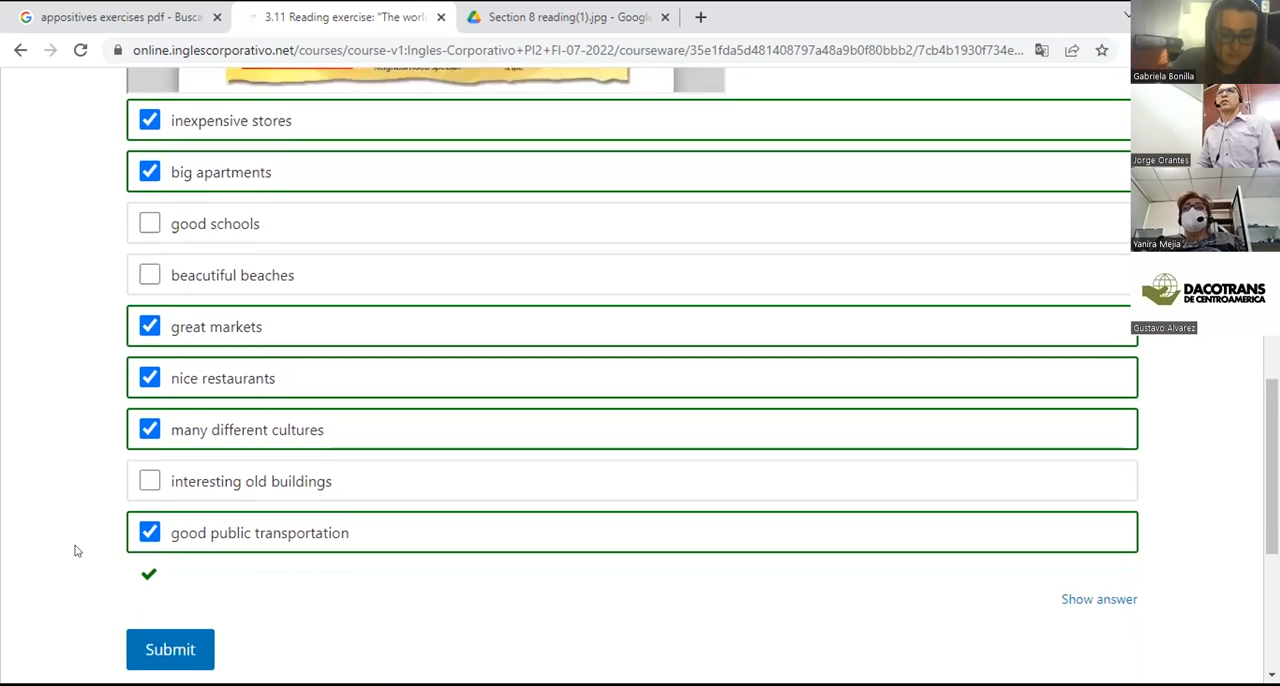 appositives exercises pdf - Busca
3.11 Reading exercise: "The worl
Section 8 reading(1).jpg - Google
online.inglescorporativo.net/courses/course-v1:Ingles-Corporativo+PI2+FI-07-2022/courseware/35e1fda5d481408797a48a9b0f80bbb2/7cb4b1930f734e...
inexpensive stores
big apartments
good schools
beacutiful beaches
great markets
nice restaurants
many different cultures
interesting old buildings
good public transportation
Show answer
Submit
Gabriela Bonilla
Jorge Orantes
Yanira Mejia
DACOTRANS
DE CENTROAMERICA
Gustavo Alvarez